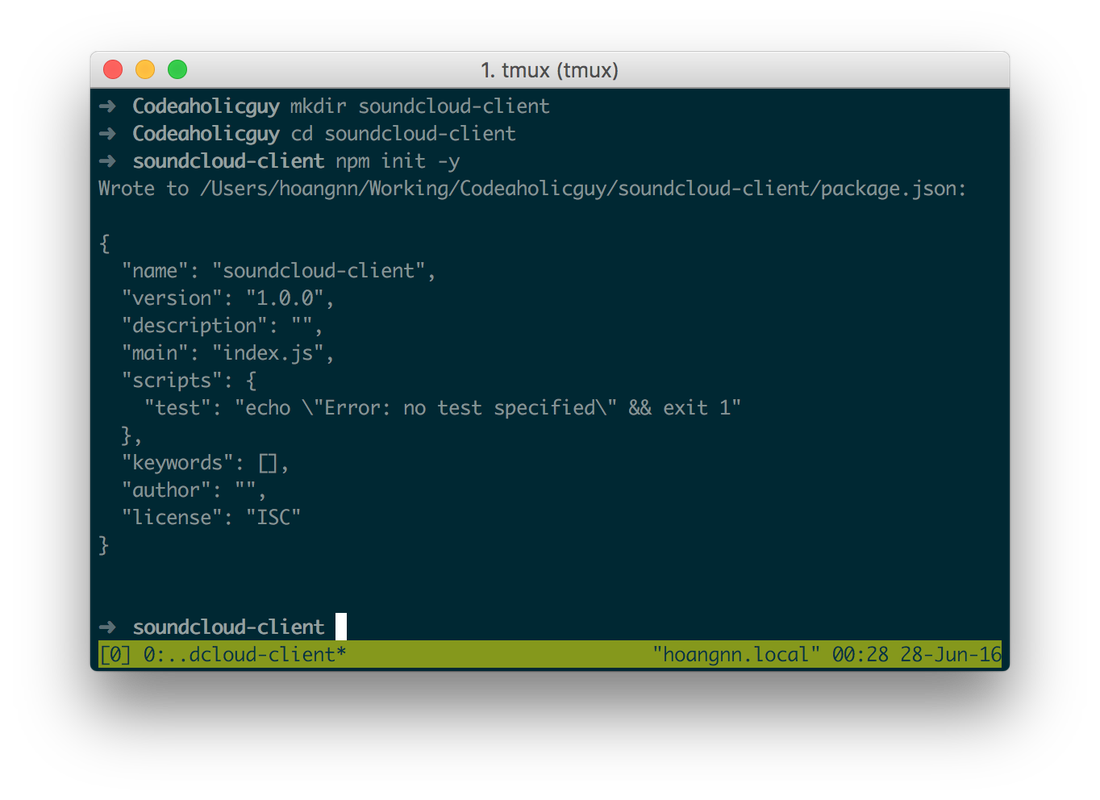 1. tmux (tmux)
➜ Codeaholicguy mkdir soundcloud-client
➜ Codeaholicguy cd soundcloud-client
➜ soundcloud-client npm init -y
Wrote to /Users/hoangnn/Working/Codeaholicguy/soundcloud-client/package.json:
{
  "name": "soundcloud-client",
  "version": "1.0.0",
  "description": "",
  "main": "index.js",
  "scripts": {
    "test": "echo \"Error: no test specified\" && exit 1"
  },
  "keywords": [],
  "author": "",
  "license": "ISC"
}
➜ soundcloud-client
[0] 0:..dcloud-client* "hoangnn.local" 00:28 28-Jun-16